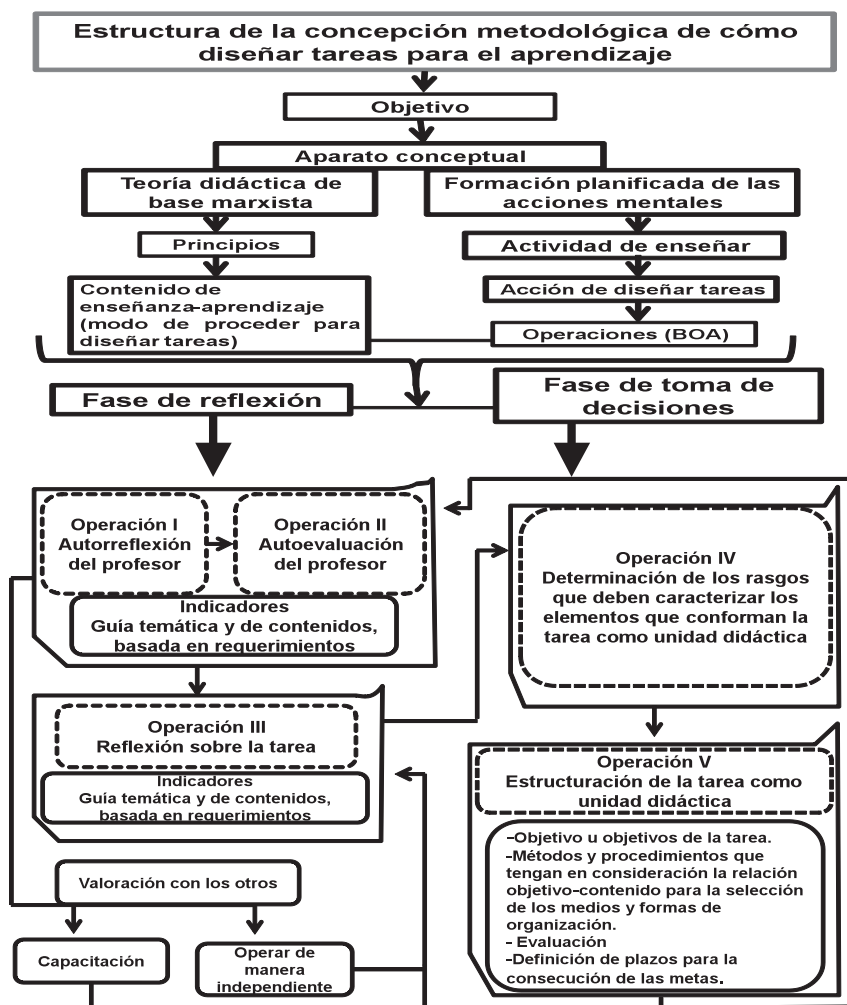 Estructura de la concepción metodológica de cómo
diseñar tareas para el aprendizaje
Objetivo
Aparato conceptual
Teoría didáctica de
base marxista
Formación planificada de las
acciones mentales
Principios
Actividad de enseñar
Contenido de
enseñanza-aprendizaje
(modo de proceder para
diseñar tareas)
Acción de diseñar tareas
Operaciones (BOA)
Fase de reflexión
Fase de toma de
decisiones
Operación I
Autorreflexión
del profesor
Operación II
Autoevaluación
del profesor
Indicadores
Guía temática y de contenidos,
basada en requerimientos
Operación III
Reflexión sobre la tarea
Indicadores
Guía temática y de contenidos,
basada en requerimientos
Valoración con los otros
Capacitación
Operar de
manera
independiente
Operación IV
Determinación de los rasgos
que deben caracterizar los
elementos que conforman la
tarea como unidad didáctica
Operación V
Estructuración de la tarea como
unidad didáctica
-Objetivo u objetivos de la tarea.
-Métodos y procedimientos que
tengan en consideración la relación
objetivo-contenido para la selección
de los medios y formas de
organización.
- Evaluación
-Definición de plazos para la
consecución de las metas.